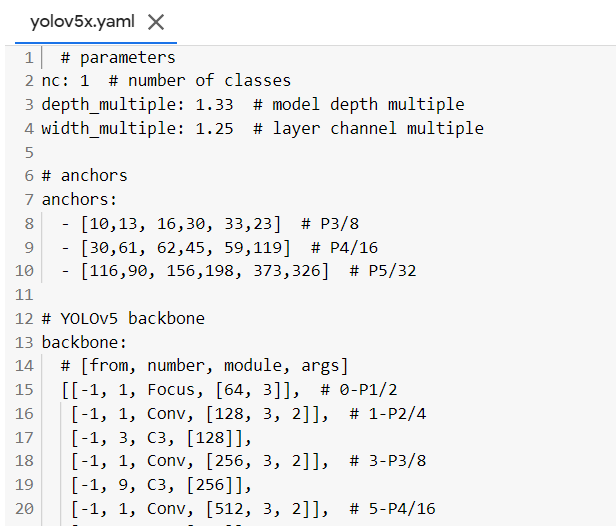 yolov5x.yaml ×
1 # parameters
2 nc: 1  # number of classes
3 depth_multiple: 1.33  # model depth multiple
4 width_multiple: 1.25  # layer channel multiple
5
6 # anchors
7 anchors:
8   - [10,13, 16,30, 33,23]  # P3/8
9   - [30,61, 62,45, 59,119]  # P4/16
10   - [116,90, 156,198, 373,326]  # P5/32
11
12 # YOLOv5 backbone
13 backbone:
14   # [from, number, module, args]
15   [[-1, 1, Focus, [64, 3]],  # 0-P1/2
16    [-1, 1, Conv, [128, 3, 2]],  # 1-P2/4
17    [-1, 3, C3, [128]],
18    [-1, 1, Conv, [256, 3, 2]],  # 3-P3/8
19    [-1, 9, C3, [256]],
20    [-1, 1, Conv, [512, 3, 2]],  # 5-P4/16